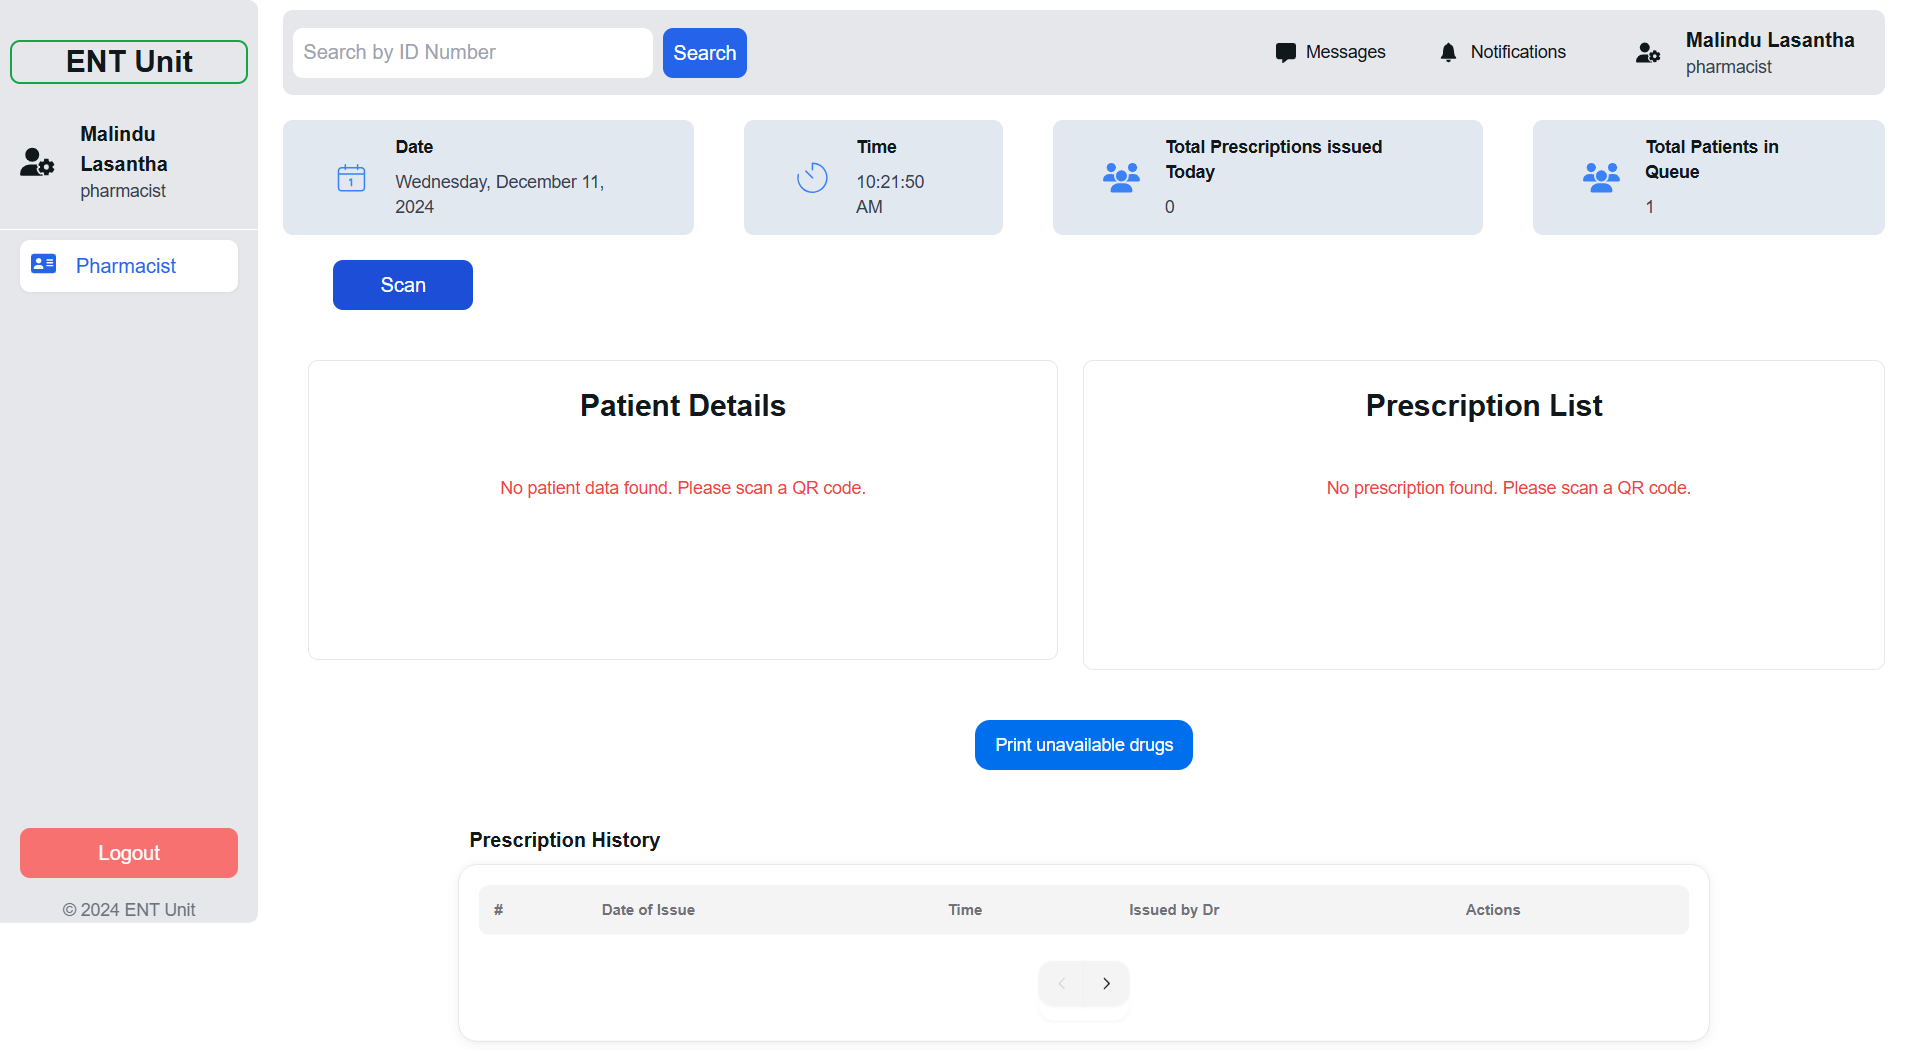 ENT Unit
Malindu
Lasantha
pharmacist
Pharmacist
Logout
© 2024 ENT Unit
Search by ID Number
Search
Messages
Notifications
Malindu Lasantha
pharmacist
Date
Wednesday, December 11,
2024
1
Time
10:21:50
AM
Total Prescriptions issued
Today
0
Total Patients in
Queue
1
Scan
Patient Details
No patient data found. Please scan a QR code.
Prescription List
No prescription found. Please scan a QR code.
Print unavailable drugs
Prescription History
# Date of Issue Time Issued by Dr Actions